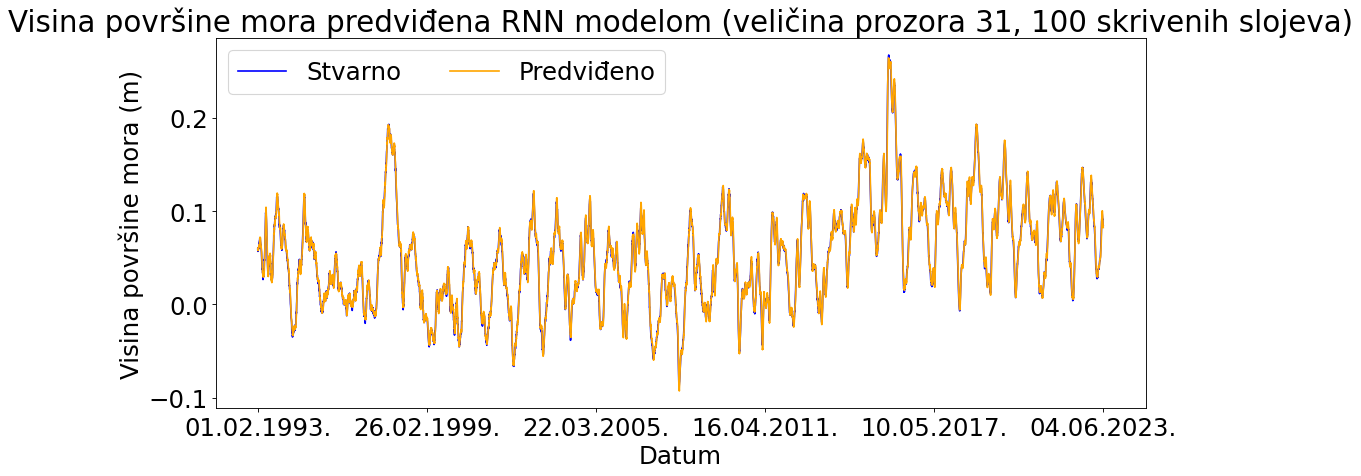 Visina površine mora predviđena RNN modelom (veličina prozora 31, 100 skrivenih slojeva)
Stvarno Predviđeno
Visina površine mora (m)
0.2
0.1
0.0
−0.1
01.02.1993. 26.02.1999. 22.03.2005. 16.04.2011. 10.05.2017. 04.06.2023.
Datum